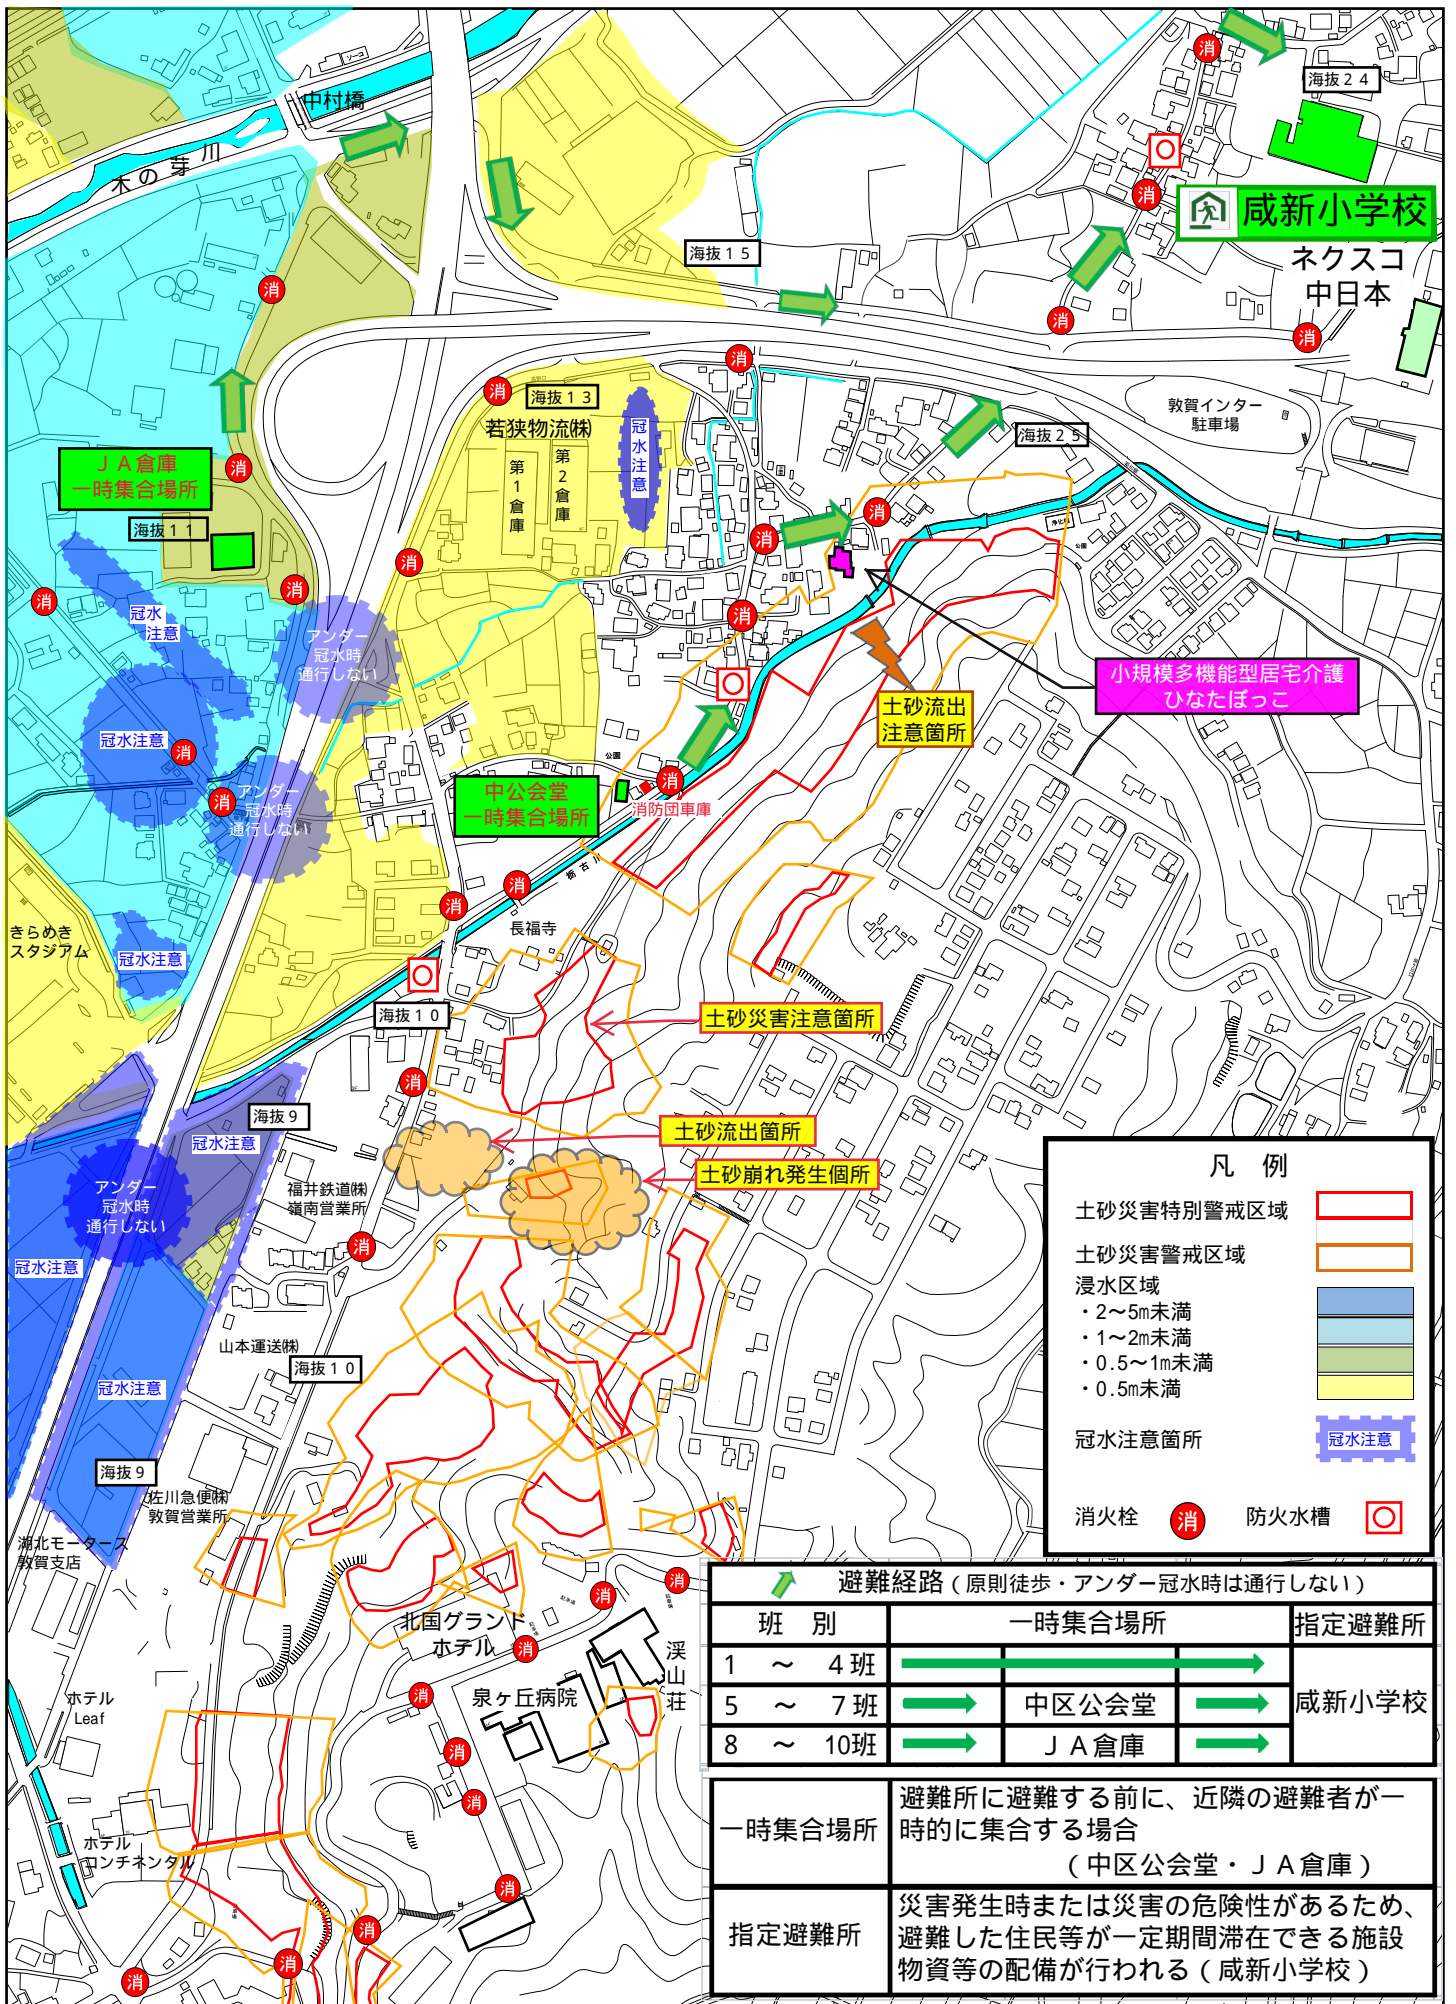 中村橋
木の芽川
海抜２４
咸新小学校
ネクスコ
中日本
海抜１５
消
海抜１３
若狭物流㈱
第１倉庫
第２倉庫
冠水注意
敦賀インター
駐車場
海抜２５
ＪＡ倉庫
一時集合場所
海抜１１
浄化場
公園
冠水
注意
アンダー
冠水時
通行しない
小規模多機能型居宅介護
ひなたぼっこ
土砂流出
注意箇所
冠水注意
公園
アンダー
冠水時
通行しない
中公会堂
一時集合場所
消防団車庫
栃古川
きらめき
スタジアム
冠水注意
長福寺
海抜１０
土砂災害注意箇所
海抜９
冠水注意
土砂流出箇所
土砂崩れ発生個所
アンダー
冠水時
通行しない
福井鉄道㈱
嶺南営業所
冠水注意
山本運送㈱
海抜１０
冠水注意
海抜９
佐川急便㈱
敦賀営業所
湖北モータース
敦賀支店
凡　例
土砂災害特別警戒区域
土砂災害警戒区域
浸水区域
・2〜5m未満
・1〜2m未満
・0.5〜1m未満
・0.5m未満
冠水注意箇所
冠水注意
消火栓
消
防火水槽
北国グランド
ホテル
渓山荘
泉ヶ丘病院
ホテル
Leaf
ホテル
コンチネンタル
避難経路（原則徒歩・アンダー冠水時は通行しない）
班　別
一時集合場所
指定避難所
1　〜　4班
5　〜　7班
中区公会堂
咸新小学校
8　〜　10班
ＪＡ倉庫
一時集合場所
避難所に避難する前に、近隣の避難者が一
時的に集合する場合
（中区公会堂・ＪＡ倉庫）
指定避難所
災害発生時または災害の危険性があるため、
避難した住民等が一定期間滞在できる施設
物資等の配備が行われる（咸新小学校）